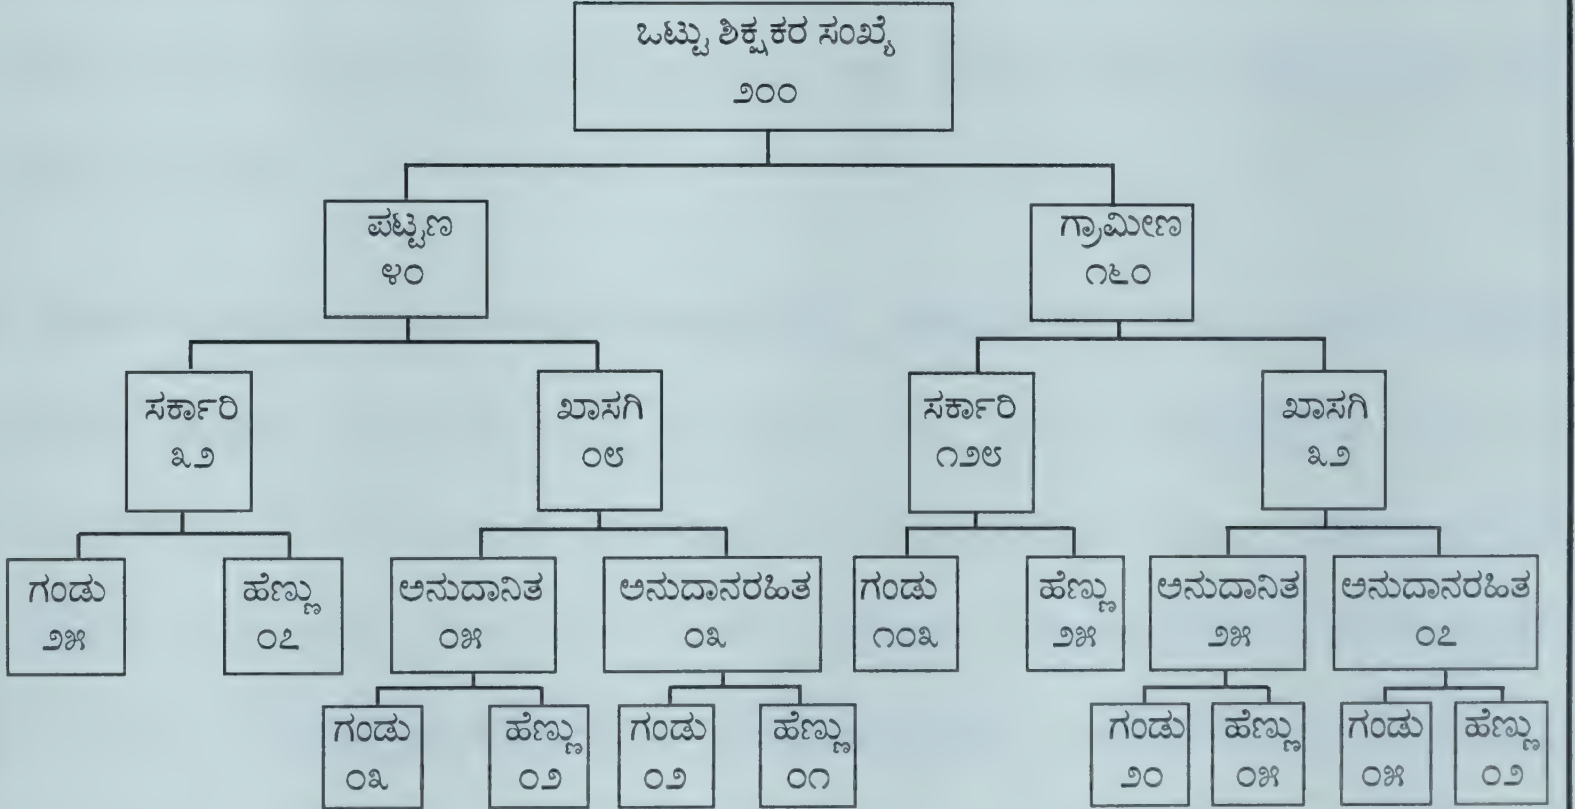 ಒಟ್ಟು ಶಿಕ್ಷಕರ ಸಂಖ್ಯೆ
೨೦೦
ಪಟ್ಟಣ
೪೦
ಗ್ರಾಮೀಣ
೧೬೦
ಸರ್ಕಾರಿ
೩೨
ಖಾಸಗಿ
೦೮
ಸರ್ಕಾರಿ
೧೨೮
ಖಾಸಗಿ
೩೨
ಗಂಡು
೨೫
ಹೆಣ್ಣು
೦೭
ಅನುದಾನಿತ
೦೫
ಅನುದಾನರಹಿತ
೦೩
ಗಂಡು
೧೦೩
ಹೆಣ್ಣು
೨೫
ಅನುದಾನಿತ
೨೫
ಅನುದಾನರಹಿತ
೦೭
ಗಂಡು
೦೩
ಹೆಣ್ಣು
೦೨
ಗಂಡು
೦೨
ಹೆಣ್ಣು
೦೧
ಗಂಡು
೨೦
ಹೆಣ್ಣು
೦೫
ಗಂಡು
೦೫
ಹೆಣ್ಣು
೦೨